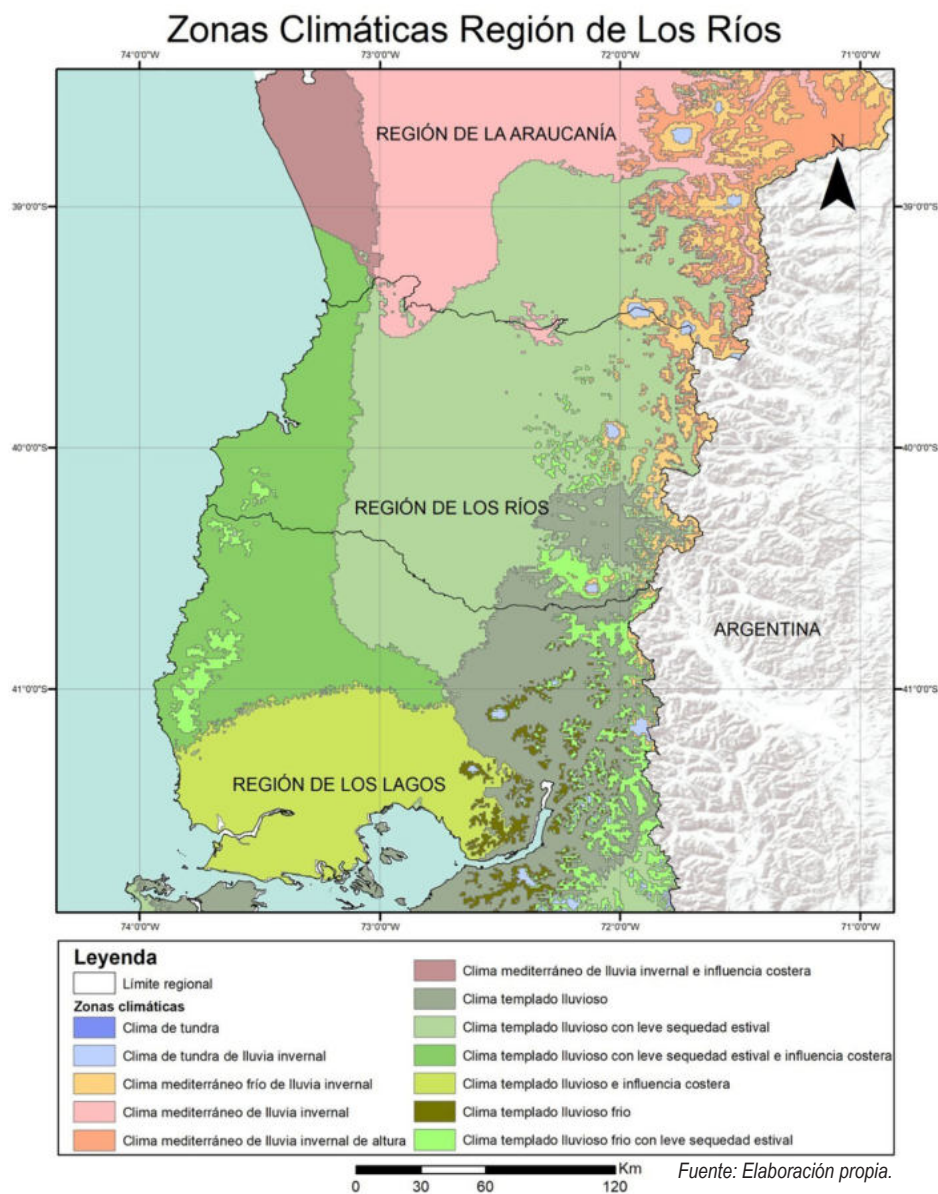 Zonas Climáticas Región de Los Ríos
74°0'0"W 73°0'0"W 72°0'0"W 71°0'0"W
REGIÓN DE LA ARAUCANÍA
N
39°0'0"S 39°0'0"S
40°0'0"S 40°0'0"S
REGIÓN DE LOS RÍOS
ARGENTINA
41°0'0"S 41°0'0"S
REGIÓN DE LOS LAGOS
74°0'0"W 73°0'0"W 72°0'0"W 71°0'0"W
Leyenda
Límite regional
Zonas climáticas
Clima de tundra
Clima de tundra de lluvia invernal
Clima mediterráneo frío de lluvia invernal
Clima mediterráneo de lluvia invernal
Clima mediterráneo de lluvia invernal de altura
Clima mediterráneo de lluvia invernal e influencia costera
Clima templado lluvioso
Clima templado lluvioso con leve sequedad estival
Clima templado lluvioso con leve sequedad estival e influencia costera
Clima templado lluvioso e influencia costera
Clima templado lluvioso frio
Clima templado lluvioso frio con leve sequedad estival
Km
0 30 60 120
Fuente: Elaboración propia.